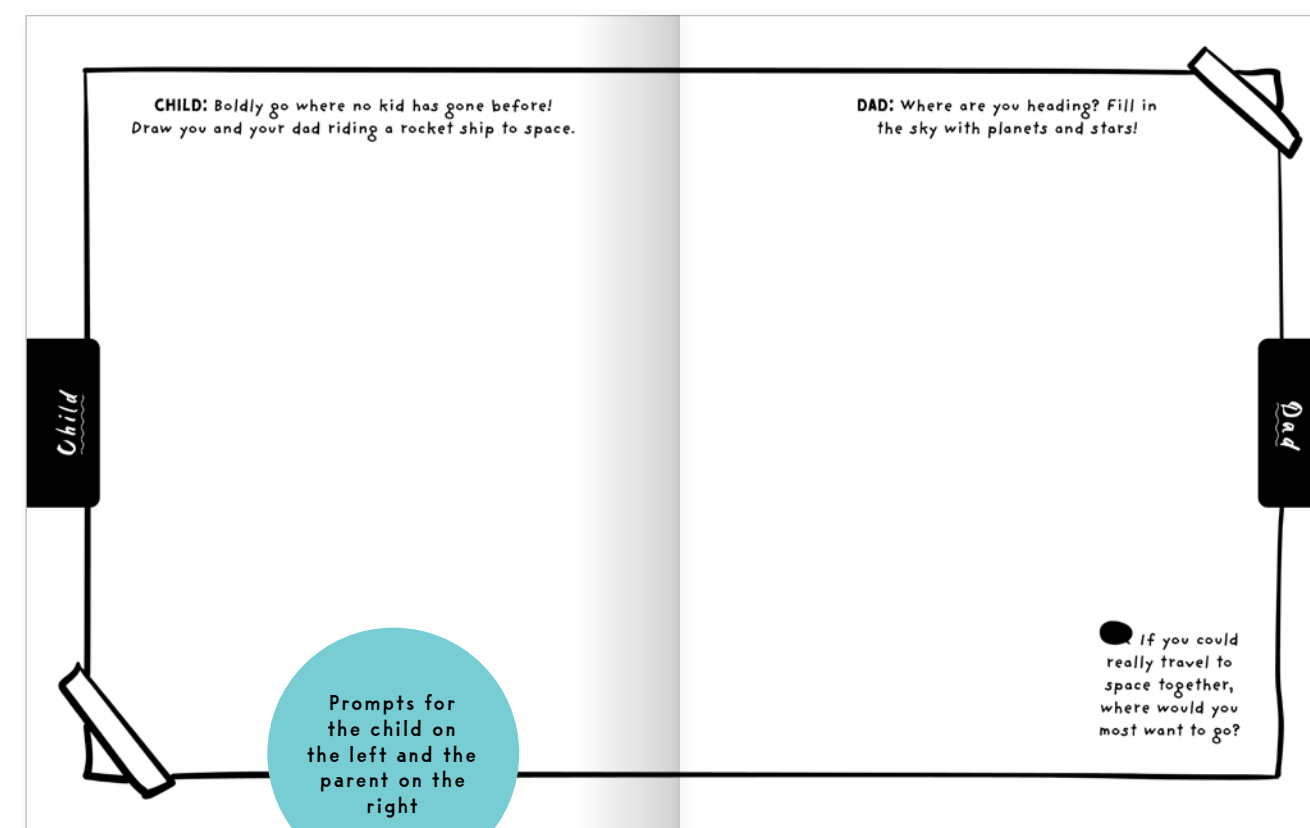 CHILD: Boldly go where no kid has gone before!
Draw you and your dad riding a rocket ship to space.
DAD: Where are you heading? Fill in
the sky with planets and stars!
Child
Dad
If you could
really travel to
space together,
where would you
most want to go?
Prompts for
the child on
the left and the
parent on the
right